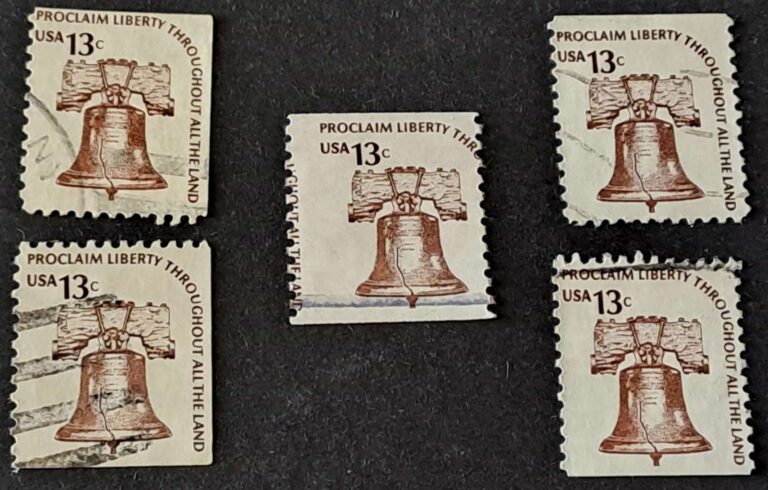 PROCLAIM LIBERTY THROUGHOUT ALL THE LAND
USA 13c
PROCLAIM LIBERTY THROUGHOUT ALL THE LAND
USA 13c
PROCLAIM LIBERTY THROU
USA 13c
OUGHOUT ALL THE LAND
PROCLAIM LIBERTY THROUGHOUT ALL THE LAND
USA 13c
PROCLAIM LIBERTY THROUGHOUT ALL THE LAND
USA 13c